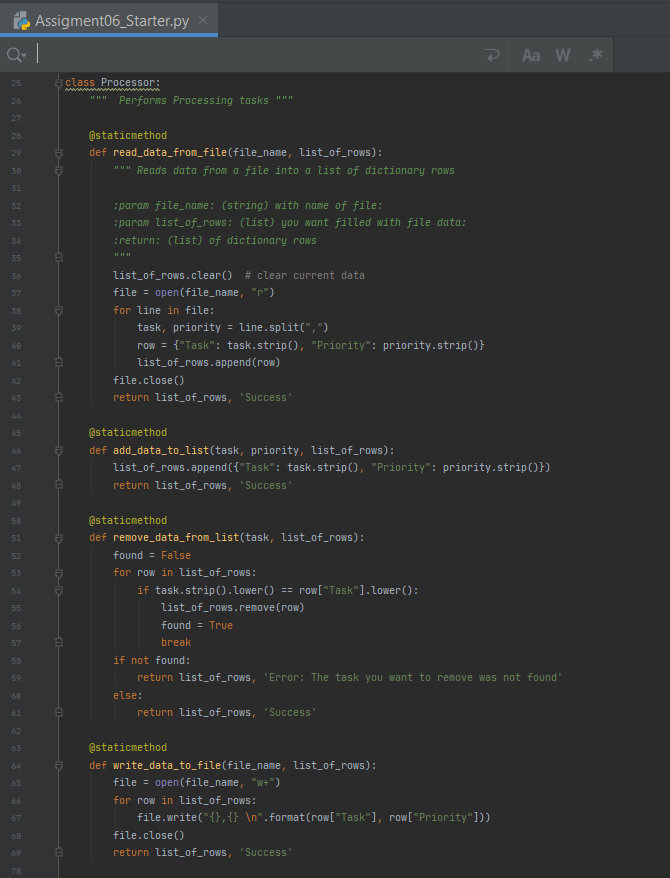 Assigment06_Starter.py
Aa W .*
25 class Processor:
26     """  Performs Processing tasks """
27
28     @staticmethod
29     def read_data_from_file(file_name, list_of_rows):
30         """ Reads data from a file into a list of dictionary rows
31
32         :param file_name: (string) with name of file:
33         :param list_of_rows: (list) you want filled with file data:
34         :return: (list) of dictionary rows
35         """
36         list_of_rows.clear()  # clear current data
37         file = open(file_name, "r")
38         for line in file:
39             task, priority = line.split(",")
40             row = {"Task": task.strip(), "Priority": priority.strip()}
41             list_of_rows.append(row)
42         file.close()
43         return list_of_rows, 'Success'
44
45     @staticmethod
46     def add_data_to_list(task, priority, list_of_rows):
47         list_of_rows.append({"Task": task.strip(), "Priority": priority.strip()})
48         return list_of_rows, 'Success'
49
50     @staticmethod
51     def remove_data_from_list(task, list_of_rows):
52         found = False
53         for row in list_of_rows:
54             if task.strip().lower() == row["Task"].lower():
55                 list_of_rows.remove(row)
56                 found = True
57                 break
58         if not found:
59             return list_of_rows, 'Error: The task you want to remove was not found'
60         else:
61             return list_of_rows, 'Success'
62
63     @staticmethod
64     def write_data_to_file(file_name, list_of_rows):
65         file = open(file_name, "w+")
66         for row in list_of_rows:
67             file.write("{},{} \n".format(row["Task"], row["Priority"]))
68         file.close()
69         return list_of_rows, 'Success'
70